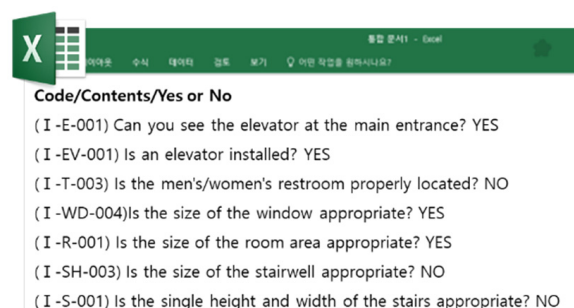 X
통합 문서1 - Excel
아웃 수식 데이터 검토 보기 어떤 작업을 원하시나요?
Code/Contents/Yes or No
(Ⅰ-E-001) Can you see the elevator at the main entrance? YES
(Ⅰ-EV-001) Is an elevator installed? YES
(Ⅰ-T-003) Is the men's/women's restroom properly located? NO
(Ⅰ-WD-004)Is the size of the window appropriate? YES
(Ⅰ-R-001) Is the size of the room area appropriate? YES
(Ⅰ-SH-003) Is the size of the stairwell appropriate? NO
(Ⅰ-S-001) Is the single height and width of the stairs appropriate? NO